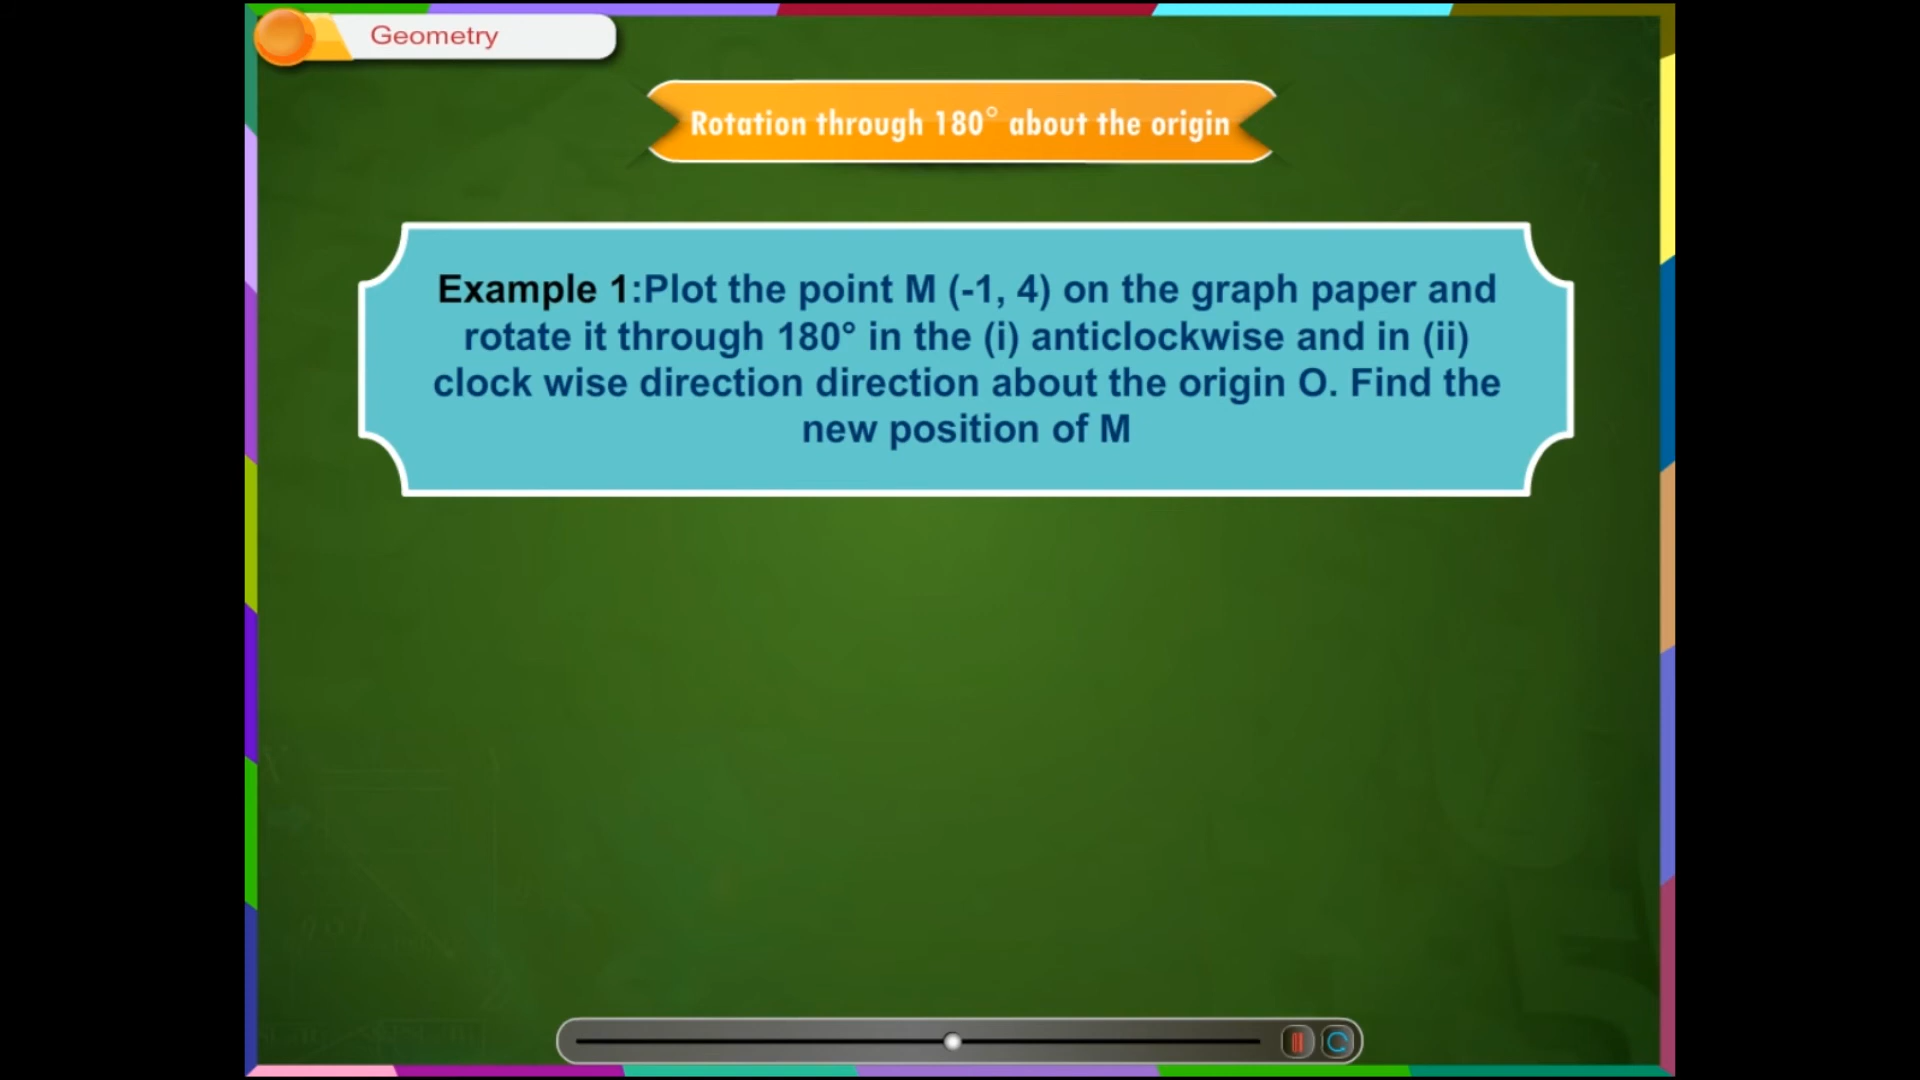 Geometry
Rotation through 180° about the origin
Example 1:Plot the point M (-1, 4) on the graph paper and
rotate it through 180° in the (i) anticlockwise and in (ii)
clock wise direction direction about the origin O. Find the
new position of M